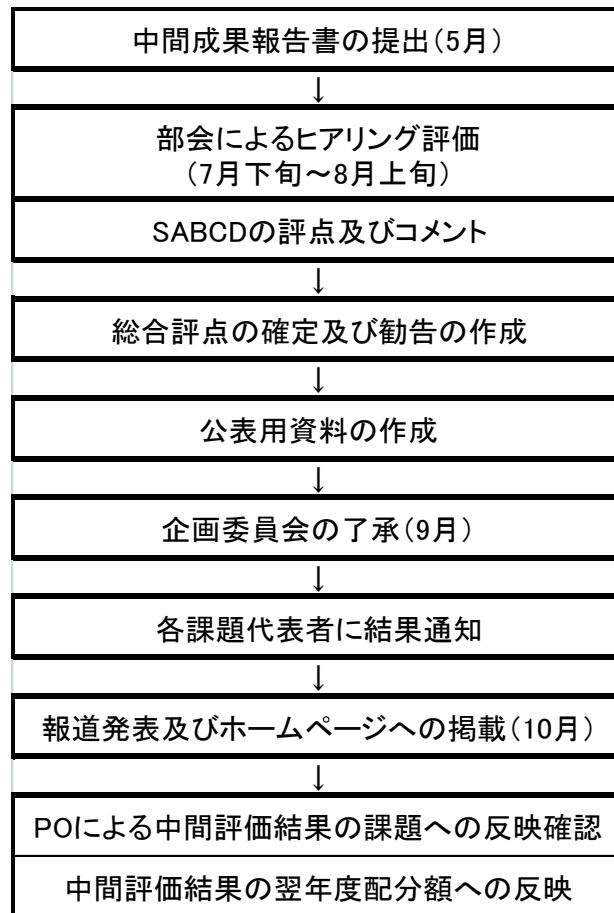 中間成果報告書の提出(5月)
↓
部会によるヒアリング評価
(7月下旬～8月上旬)
SABCDの評点及びコメント
↓
総合評点の確定及び勧告の作成
↓
公表用資料の作成
↓
企画委員会の了承(9月)
↓
各課題代表者に結果通知
↓
報道発表及びホームページへの掲載(10月)
↓
POによる中間評価結果の課題への反映確認
中間評価結果の翌年度配分額への反映